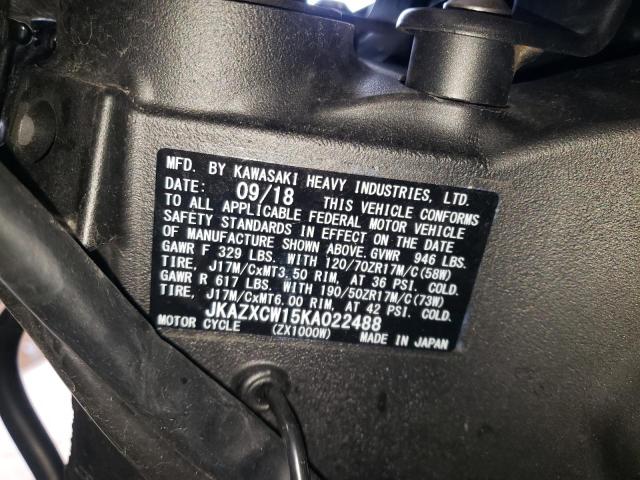 MFD. BY KAWASAKI HEAVY INDUSTRIES, LTD.
DATE: 09/18 THIS VEHICLE CONFORMS
TO ALL APPLICABLE FEDERAL MOTOR VEHICLE
SAFETY STANDARDS IN EFFECT ON THE DATE
OF MANUFACTURE SHOWN ABOVE. GVWR 946 LBS.
GAWR F 329 LBS. WITH 120/70ZR17M/C(58W)
TIRE, J17M/CxMT3.50 RIM, AT 36 PSI. COLD.
GAWR R 617 LBS. WITH 190/50ZR17M/C(73W)
TIRE, J17M/CxMT6.00 RIM, AT 42 PSI. COLD.
JKAZXCW15KA022488
MOTOR CYCLE (ZX1000W) MADE IN JAPAN